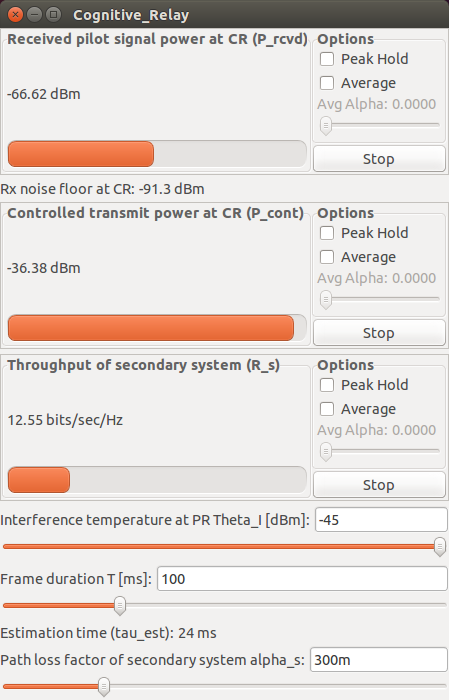 Cognitive_Relay
Received pilot signal power at CR (P_rcvd)
-66.62 dBm
Options
Peak Hold
Average
Avg Alpha: 0.0000
Stop
Rx noise floor at CR: -91.3 dBm
Controlled transmit power at CR (P_cont)
-36.38 dBm
Options
Peak Hold
Average
Avg Alpha: 0.0000
Stop
Throughput of secondary system (R_s)
12.55 bits/sec/Hz
Options
Peak Hold
Average
Avg Alpha: 0.0000
Stop
Interference temperature at PR Theta_I [dBm]: -45
Frame duration T [ms]: 100
Estimation time (tau_est): 24 ms
Path loss factor of secondary system alpha_s: 300m